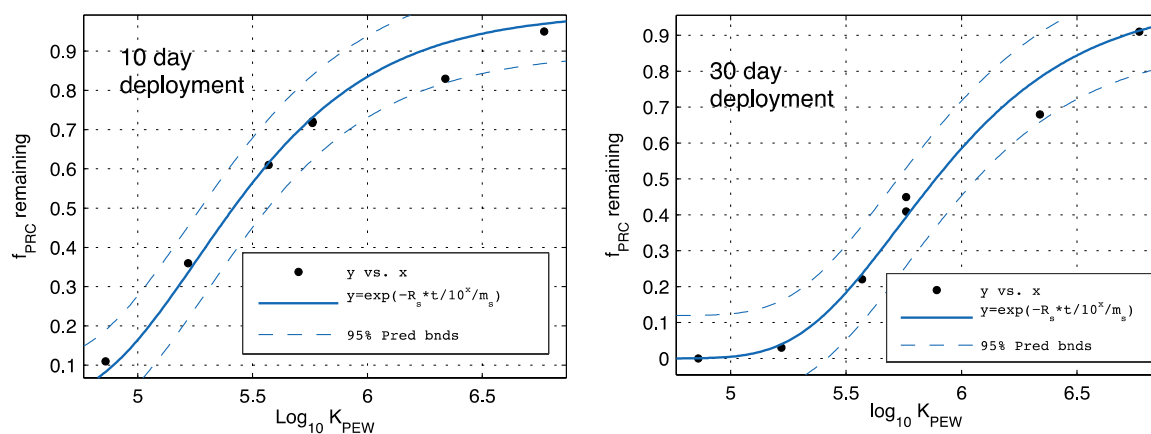 10 day
deployment
f_PRC remaining
0.9
0.8
0.7
0.6
0.5
0.4
0.3
0.2
0.1
y vs. x
y=exp(-R_s*t/10^x/m_s)
95% Pred bnds
5
5.5
6
6.5
Log_10 K_PEW
30 day
deployment
f_PRC remaining
0.9
0.8
0.7
0.6
0.5
0.4
0.3
0.2
0.1
0
y vs. x
y=exp(-R_s*t/10^x/m_s)
95% Pred bnds
5
5.5
6
6.5
log_10 K_PEW